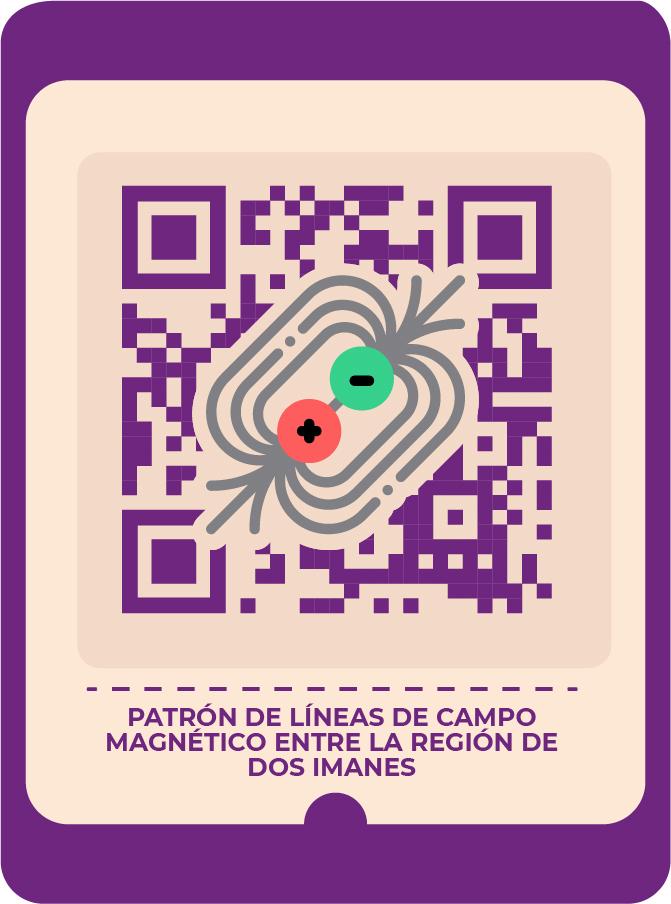 PATRÓN DE LÍNEAS DE CAMPO
MAGNÉTICO ENTRE LA REGIÓN DE
DOS IMANES